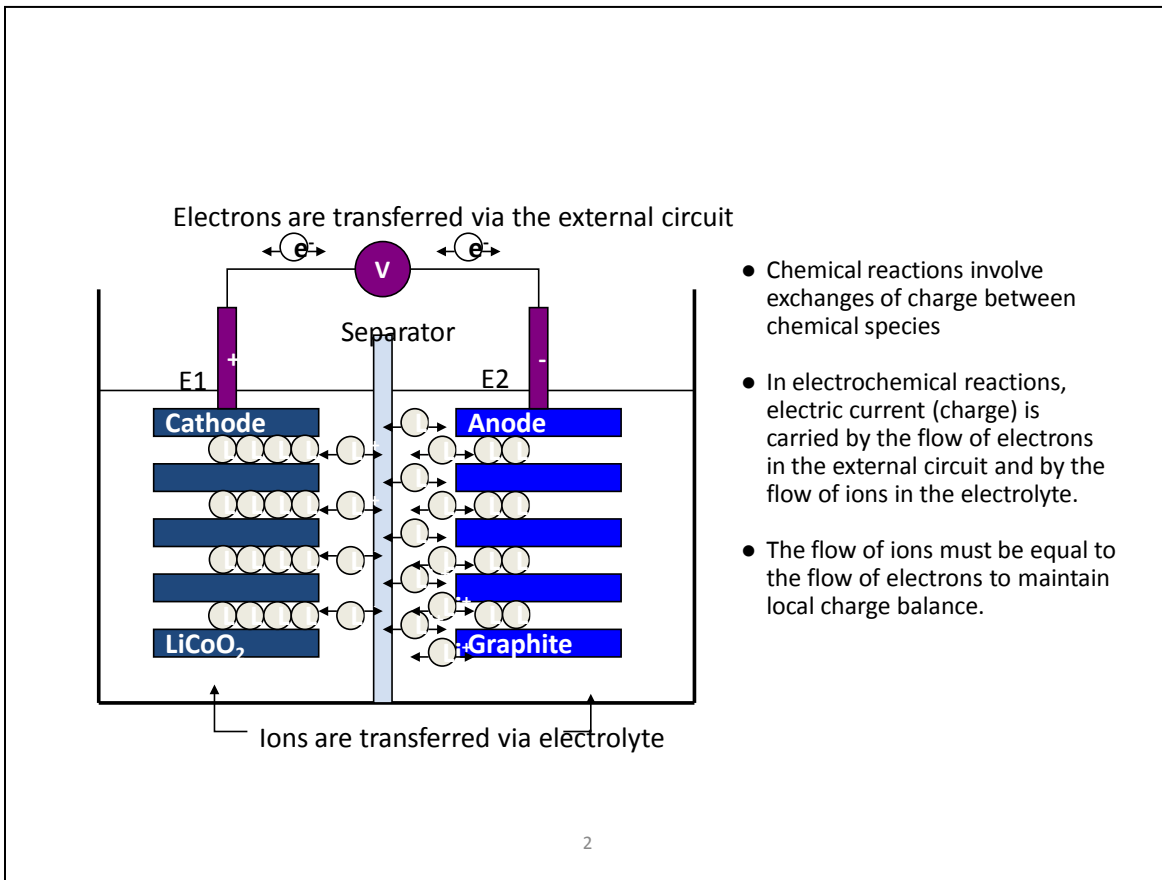 Electrons are transferred via the external circuit
e-
e-
V
Separator
+
-
E1
E2
Cathode
Anode
LiCoO2
Graphite
Ions are transferred via electrolyte
● Chemical reactions involve
exchanges of charge between
chemical species
● In electrochemical reactions,
electric current (charge) is
carried by the flow of electrons
in the external circuit and by the
flow of ions in the electrolyte.
● The flow of ions must be equal to
the flow of electrons to maintain
local charge balance.
2